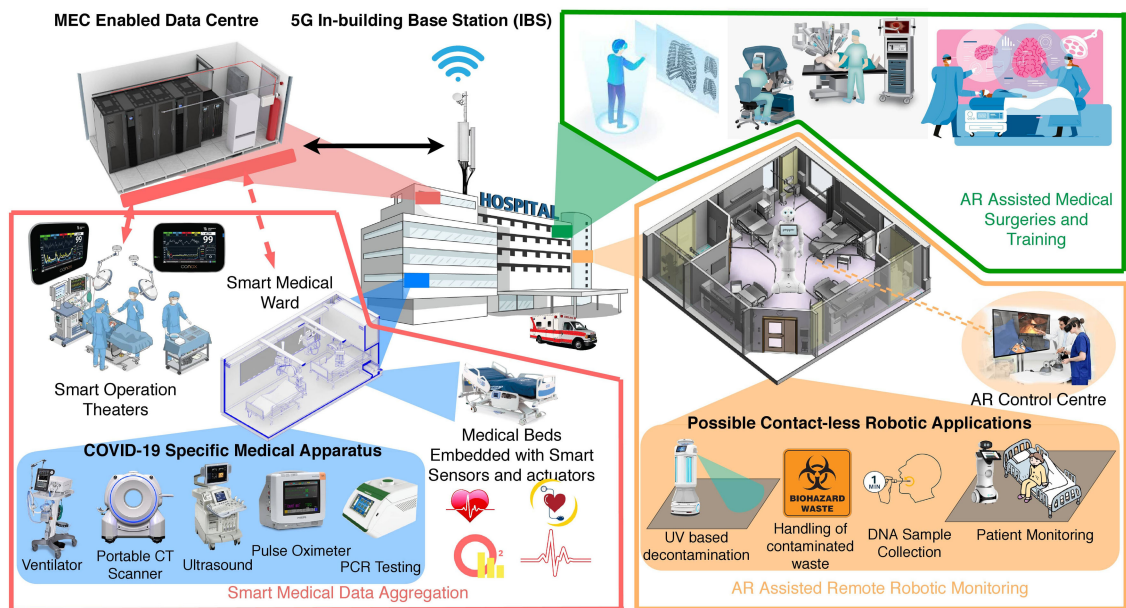 MEC Enabled Data Centre
5G In-building Base Station (IBS)
HOSPITAL
AR Assisted Medical
Surgeries and
Training
99
99
Smart Medical
Ward
Smart Operation
Theaters
AR Control Centre
Medical Beds
Embedded with Smart
Sensors and actuators
COVID-19 Specific Medical Apparatus
Ventilator
Portable CT
Scanner
Ultrasound
Pulse Oximeter
PCR Testing
2
Smart Medical Data Aggregation
Possible Contact-less Robotic Applications
BIOHAZARD
WASTE
1
MIN
UV based
decontamination
Handling of
contaminated
waste
DNA Sample
Collection
Patient Monitoring
AR Assisted Remote Robotic Monitoring